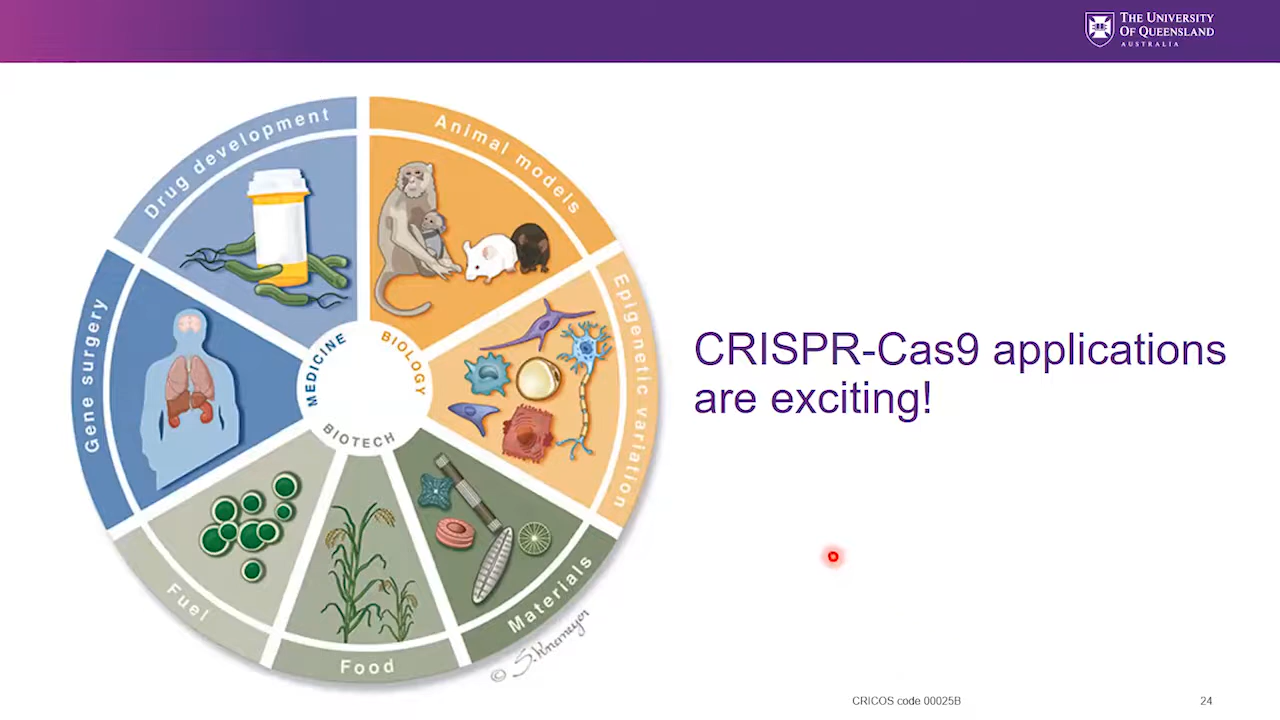 THE UNIVERSITY
OF QUEENSLAND
AUSTRALIA
Drug development
Animal models
Gene surgery
Epigenetic variation
MEDICINE
BIOLOGY
BIOTECH
CRISPR-Cas9 applications
are exciting!
Fuel
Food
Materials
© S.Knemeyer
CRICOS code 00025B
24